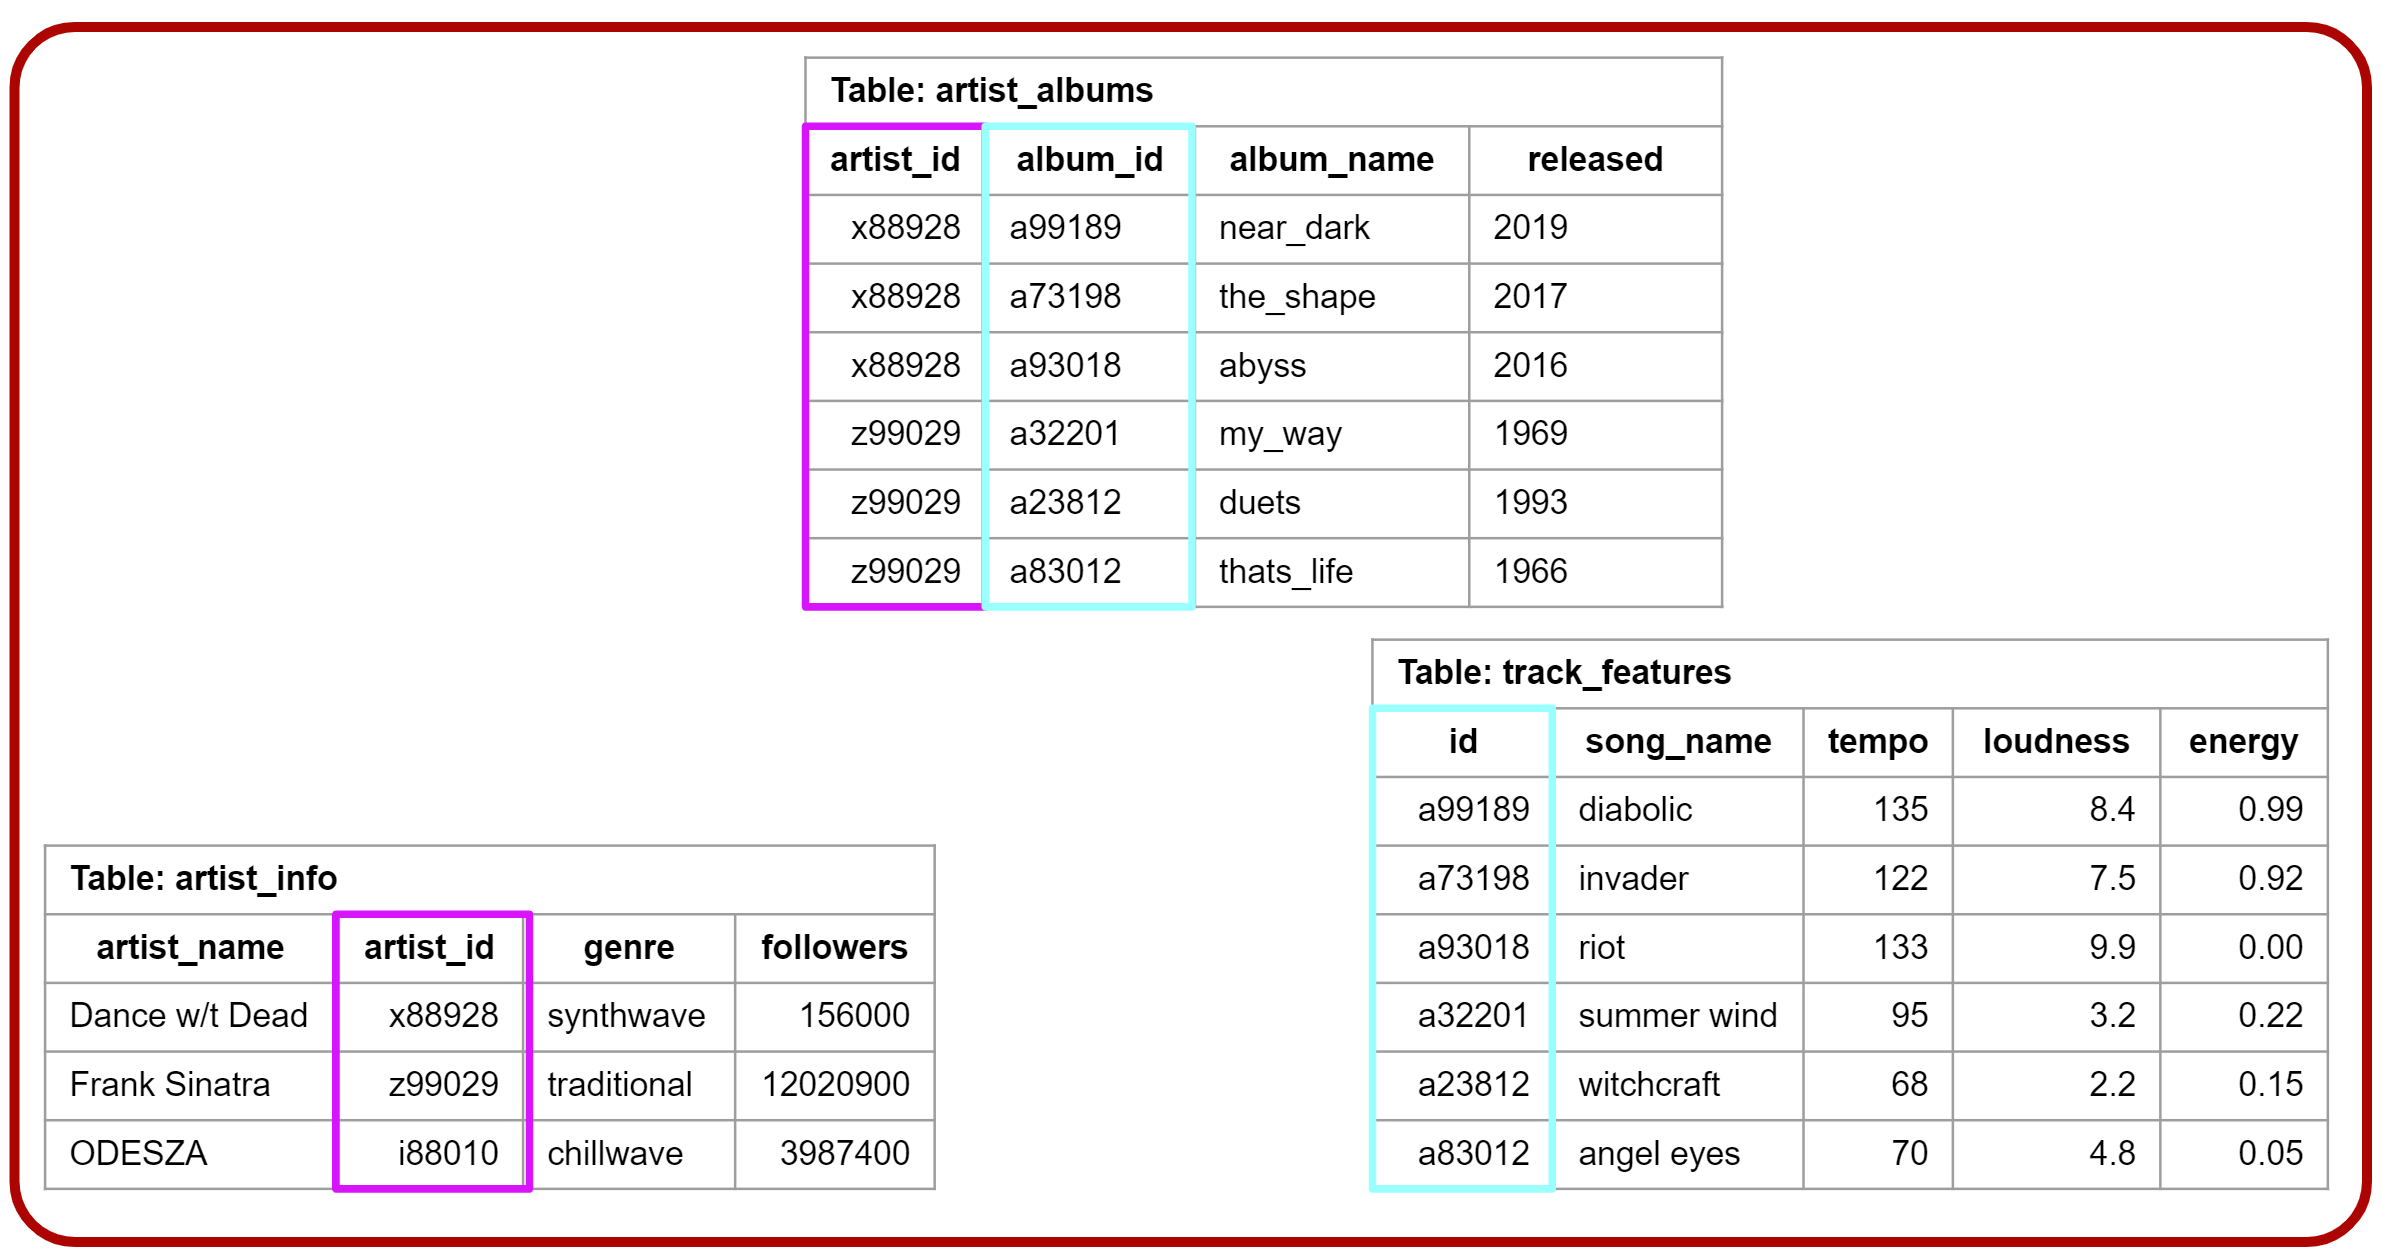 Table: artist_albums
artist_id album_id album_name released
x88928 a99189 near_dark 2019
x88928 a73198 the_shape 2017
x88928 a93018 abyss 2016
z99029 a32201 my_way 1969
z99029 a23812 duets 1993
z99029 a83012 thats_life 1966
Table: track_features
id song_name tempo loudness energy
a99189 diabolic 135 8.4 0.99
a73198 invader 122 7.5 0.92
a93018 riot 133 9.9 0.00
a32201 summer wind 95 3.2 0.22
a23812 witchcraft 68 2.2 0.15
a83012 angel eyes 70 4.8 0.05
Table: artist_info
artist_name artist_id genre followers
Dance w/t Dead x88928 synthwave 156000
Frank Sinatra z99029 traditional 12020900
ODESZA i88010 chillwave 3987400